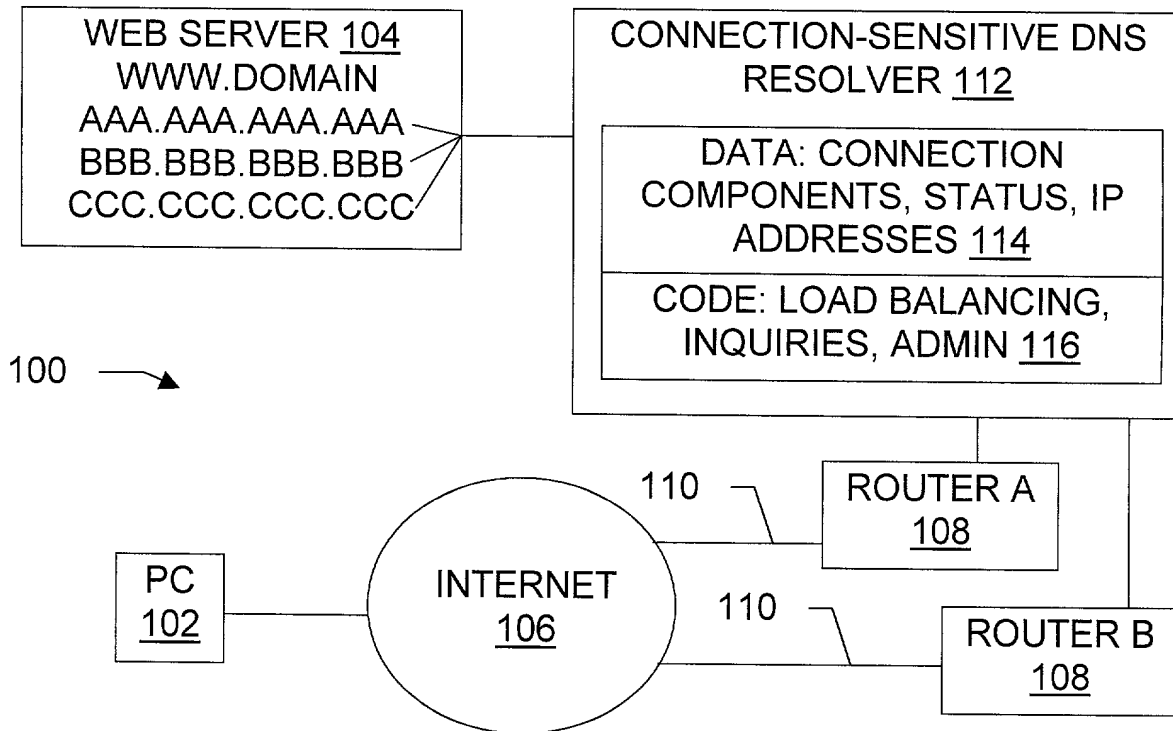 WEB SERVER 104
WWW.DOMAIN
AAA.AAA.AAA.AAA
BBB.BBB.BBB.BBB
CCC.CCC.CCC.CCC
CONNECTION-SENSITIVE DNS
RESOLVER 112
DATA: CONNECTION
COMPONENTS, STATUS, IP
ADDRESSES 114
CODE: LOAD BALANCING,
INQUIRIES, ADMIN 116
100
110
ROUTER A
108
PC
102
INTERNET
106
110
ROUTER B
108